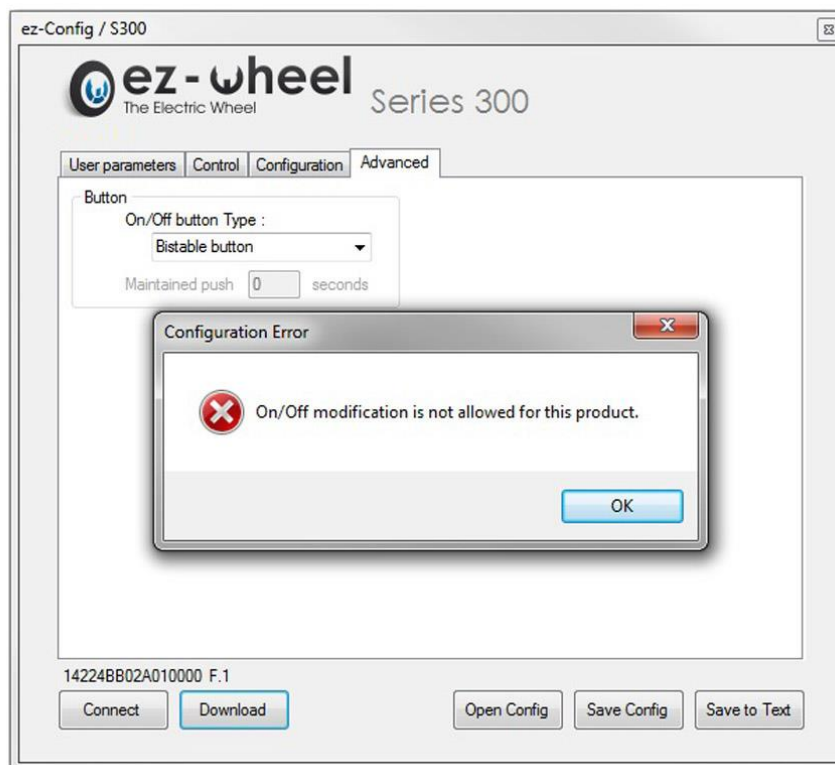 ez-Config / S300
ez-wheel
The Electric Wheel
Series 300
User parameters Control Configuration Advanced
Button
On/Off button Type :
Bistable button
Maintained push 0 seconds
Configuration Error
On/Off modification is not allowed for this product.
OK
14224BB02A010000 F.1
Connect Download Open Config Save Config Save to Text